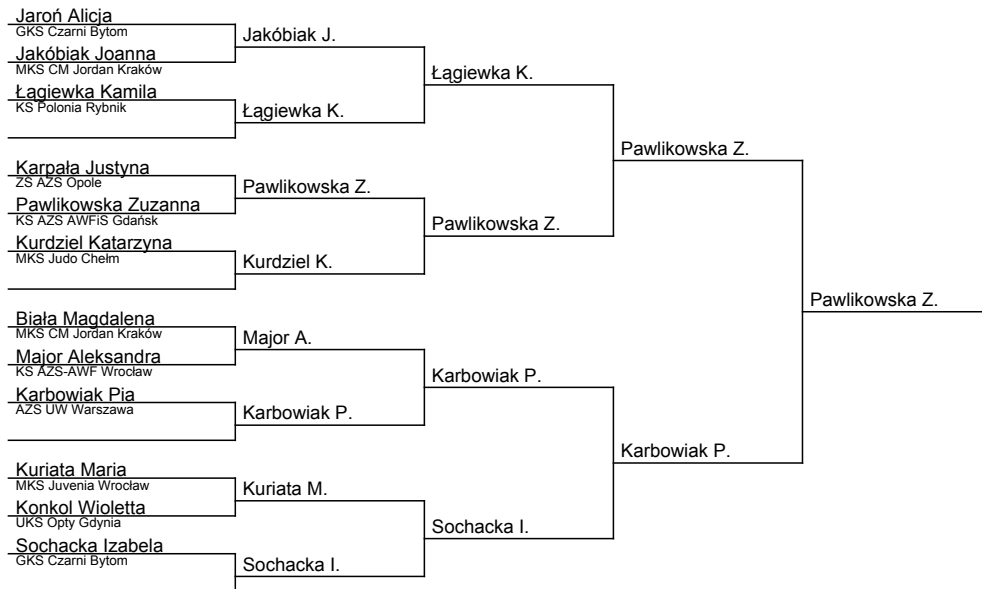 Jaroń Alicja
GKS Czarni Bytom
Jakóbiak J.
Jakóbiak Joanna
MKS CM Jordan Kraków
Łągiewka K.
Łągiewka Kamila
KS Polonia Rybnik
Łągiewka K.
Pawlikowska Z.
Karpała Justyna
ZS AZS Opole
Pawlikowska Z.
Pawlikowska Zuzanna
KS AZS AWFiS Gdańsk
Pawlikowska Z.
Kurdziel Katarzyna
MKS Judo Chełm
Kurdziel K.
Pawlikowska Z.
Biała Magdalena
MKS CM Jordan Kraków
Major A.
Major Aleksandra
KS AZS-AWF Wrocław
Karbowiak P.
Karbowiak Pia
AZS UW Warszawa
Karbowiak P.
Karbowiak P.
Kuriata Maria
MKS Juvenia Wrocław
Kuriata M.
Konkol Wioletta
UKS Opty Gdynia
Sochacka I.
Sochacka Izabela
GKS Czarni Bytom
Sochacka I.